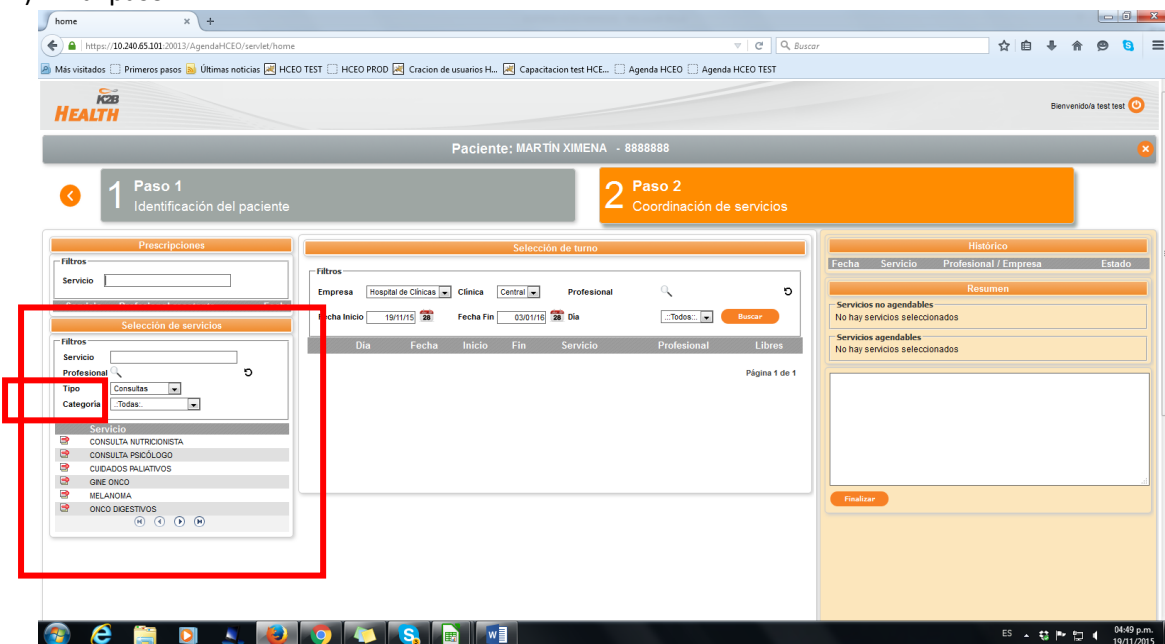 home
https://10.240.65.101:20013/AgendaHCEO/servlet/home
Buscar
Más visitados Primeros pasos Últimas noticias HCEO TEST HCEO PROD Cracion de usuarios H... Capacitacion test HCE... Agenda HCEO Agenda HCEO TEST
K2B
HEALTH
Bienvenido/a test test
Paciente: MARTÍN XIMENA - 8888888
1 Paso 1
Identificación del paciente
2 Paso 2
Coordinación de servicios
Prescripciones
Filtros
Servicio
Selección de servicios
Filtros
Servicio
Profesional
Tipo Consultas
Categoría .:Todas:.
Servicio
CONSULTA NUTRICIONISTA
CONSULTA PSICÓLOGO
CUIDADOS PALIATIVOS
GINE ONCO
MELANOMA
ONCO DIGESTIVOS
Selección de turno
Filtros
Empresa Hospital de Clínicas Clínica Central Profesional
Fecha Inicio 19/11/15 28 Fecha Fin 03/01/16 28 Día .::Todos::. Buscar
Día Fecha Inicio Fin Servicio Profesional Libres
Página 1 de 1
Histórico
Fecha Servicio Profesional / Empresa Estado
Resumen
Servicios no agendables
No hay servicios seleccionados
Servicios agendables
No hay servicios seleccionados
Finalizar
ES 04:49 p.m.
19/11/2015